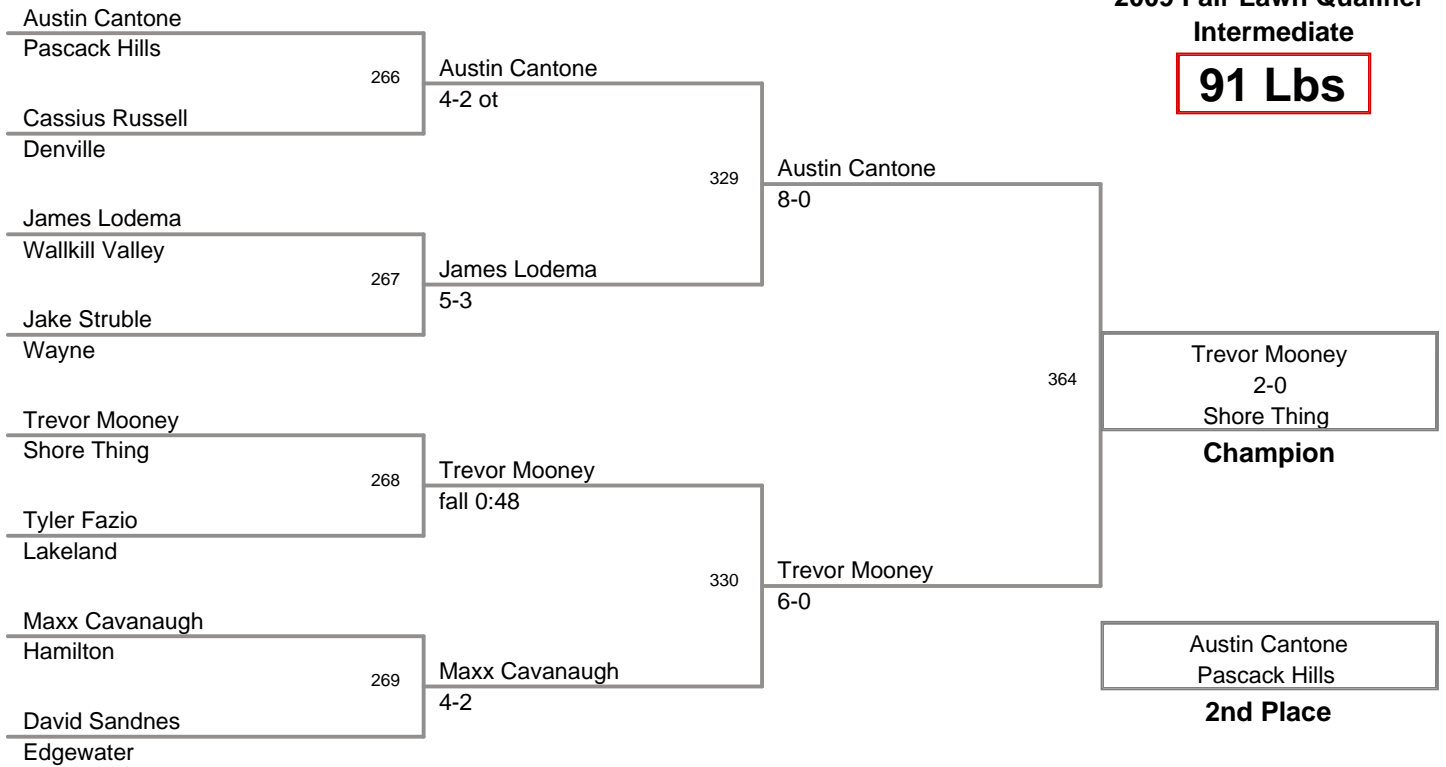 2009 Fair Lawn Qualifier
Intermediate
91 Lbs
Austin Cantone
Pascack Hills
266
Cassius Russell
Denville
James Lodema
Wallkill Valley
267
Jake Struble
Wayne
Trevor Mooney
Shore Thing
268
Tyler Fazio
Lakeland
Maxx Cavanaugh
Hamilton
269
David Sandnes
Edgewater
Austin Cantone
4-2 ot
329
James Lodema
5-3
Trevor Mooney
fall 0:48
330
Maxx Cavanaugh
4-2
Austin Cantone
8-0
364
Trevor Mooney
6-0
Trevor Mooney
2-0
Shore Thing
Champion
Austin Cantone
Pascack Hills
2nd Place